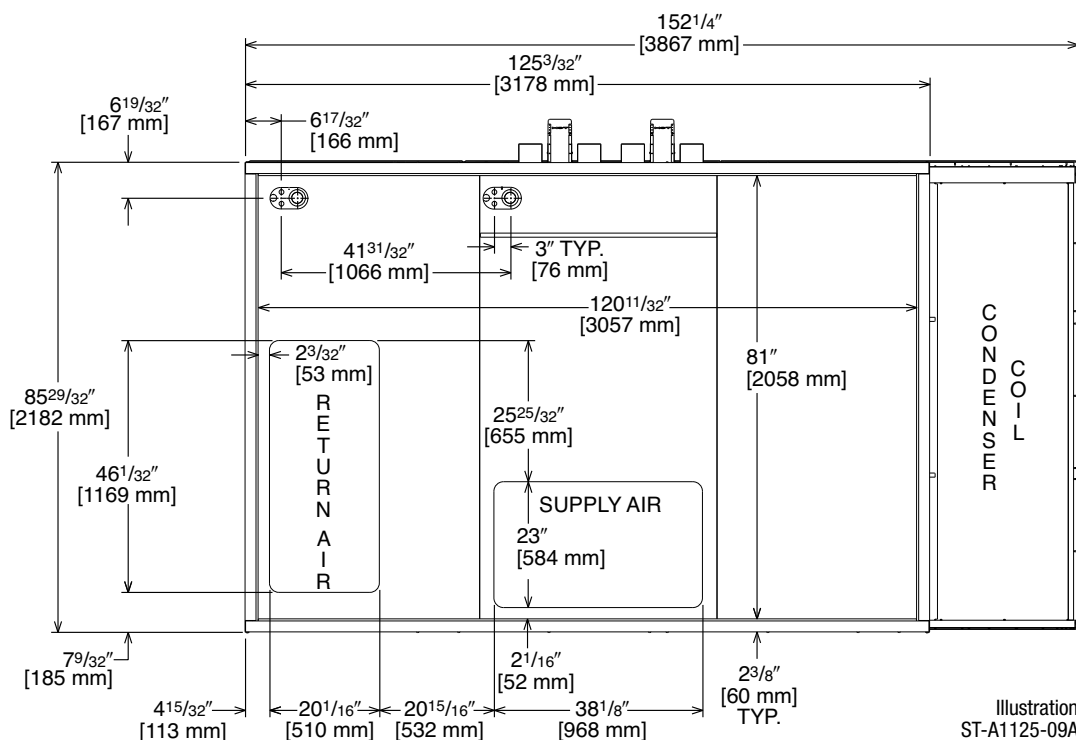 152 1/4″
[3867 mm]
125 3/32″
[3178 mm]
6 19/32″
[167 mm]
6 17/32″
[166 mm]
41 31/32″
[1066 mm]
3″ TYP.
[76 mm]
120 11/32″
[3057 mm]
2 3/32″
[53 mm]
81″
[2058 mm]
85 29/32″
[2182 mm]
25 25/32″
[655 mm]
46 1/32″
[1169 mm]
RETURN AIR
SUPPLY AIR
23″
[584 mm]
CONDENSER
COIL
7 9/32″
[185 mm]
2 1/16″
[52 mm]
2 3/8″
[60 mm]
TYP.
4 15/32″
[113 mm]
20 1/16″
[510 mm]
20 15/16″
[532 mm]
38 1/8″
[968 mm]
Illustration
ST-A1125-09A